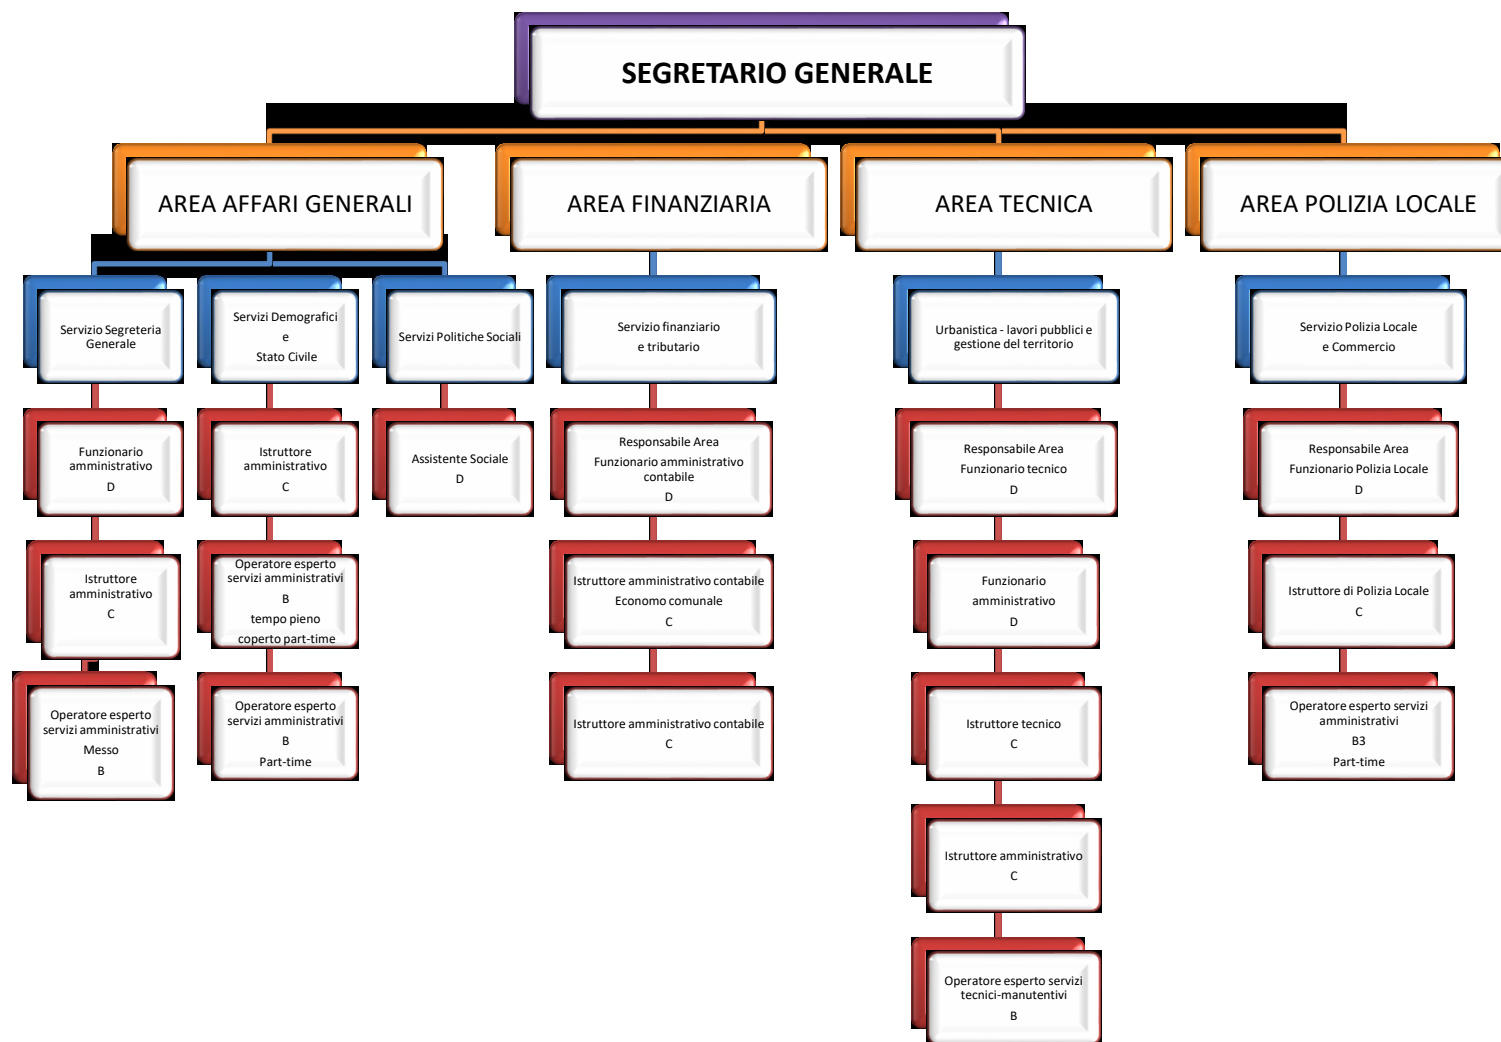 SEGRETARIO GENERALE
AREA AFFARI GENERALI
AREA FINANZIARIA
AREA TECNICA
AREA POLIZIA LOCALE
Servizio Segreteria
Generale
Servizi Demografici
e
Stato Civile
Servizi Politiche Sociali
Servizio finanziario
e tributario
Urbanistica - lavori pubblici e
gestione del territorio
Servizio Polizia Locale
e Commercio
Funzionario
amministrativo
D
Istruttore
amministrativo
C
Assistente Sociale
D
Responsabile Area
Funzionario amministrativo
contabile
D
Responsabile Area
Funzionario tecnico
D
Responsabile Area
Funzionario Polizia Locale
D
Istruttore
amministrativo
C
Operatore esperto
servizi amministrativi
B
tempo pieno
coperto part-time
Istruttore amministrativo contabile
Economo comunale
C
Funzionario
amministrativo
D
Istruttore di Polizia Locale
C
Operatore esperto
servizi amministrativi
Messo
B
Operatore esperto
servizi amministrativi
B
Part-time
Istruttore amministrativo contabile
C
Istruttore tecnico
C
Operatore esperto servizi
amministrativi
B3
Part-time
Istruttore amministrativo
C
Operatore esperto servizi
tecnici-manutentivi
B